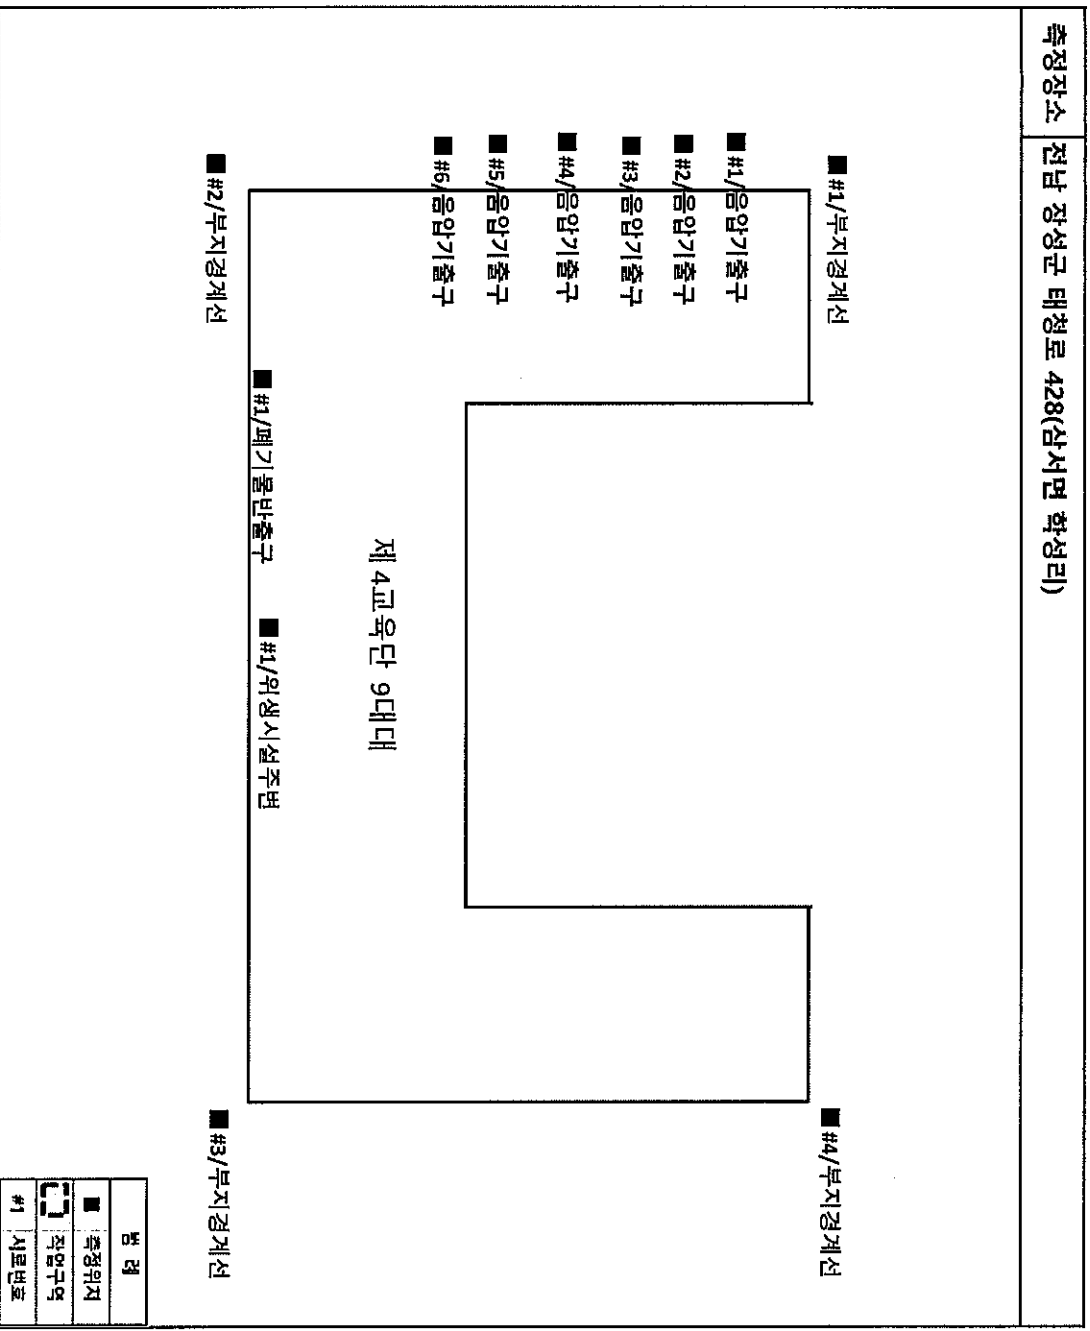 측정장소 전남 장성군 태청로 428(삼서면 학성리)
■ #1/부지경계선
■ #4/부지경계선
■ #1/음압기출구
■ #2/음압기출구
■ #3/음압기출구
■ #4/음압기출구
■ #5/음압기출구
■ #6/음압기출구
제 4교육단 9대대
■ #1/폐기물반출구
■ #1/위생시설주변
■ #2/부지경계선
■ #3/부지경계선
범 례
■ 측정위치
작업구역
#1 시료번호